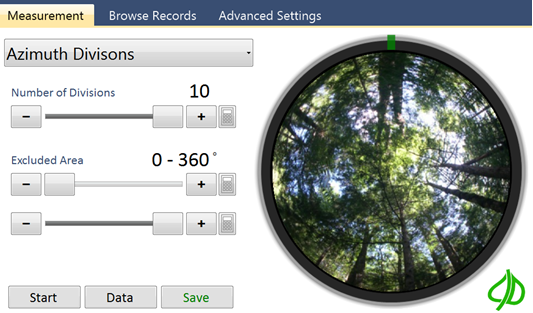 Measurement Browse Records Advanced Settings
Azimuth Divisons
Number of Divisions 10
− +
Excluded Area 0 - 360 °
− +
− +
Start Data Save